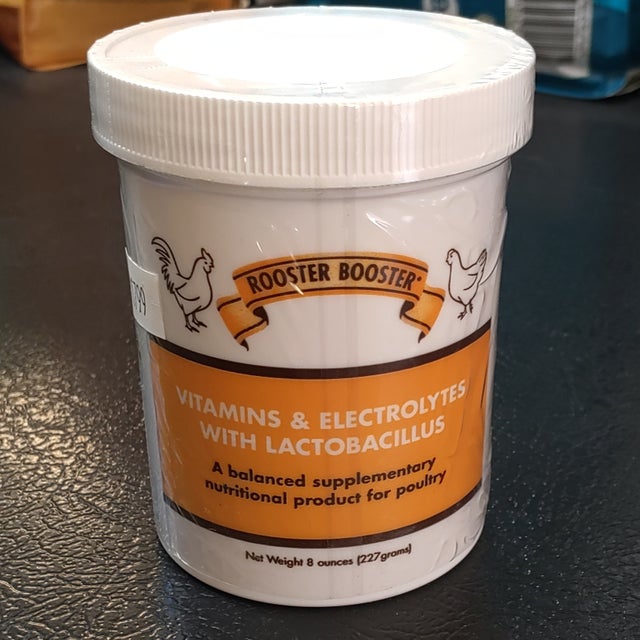 ROOSTER BOOSTER®
VITAMINS & ELECTROLYTES
WITH LACTOBACILLUS
A balanced supplementary
nutritional product for poultry
Net Weight 8 ounces (227grams)